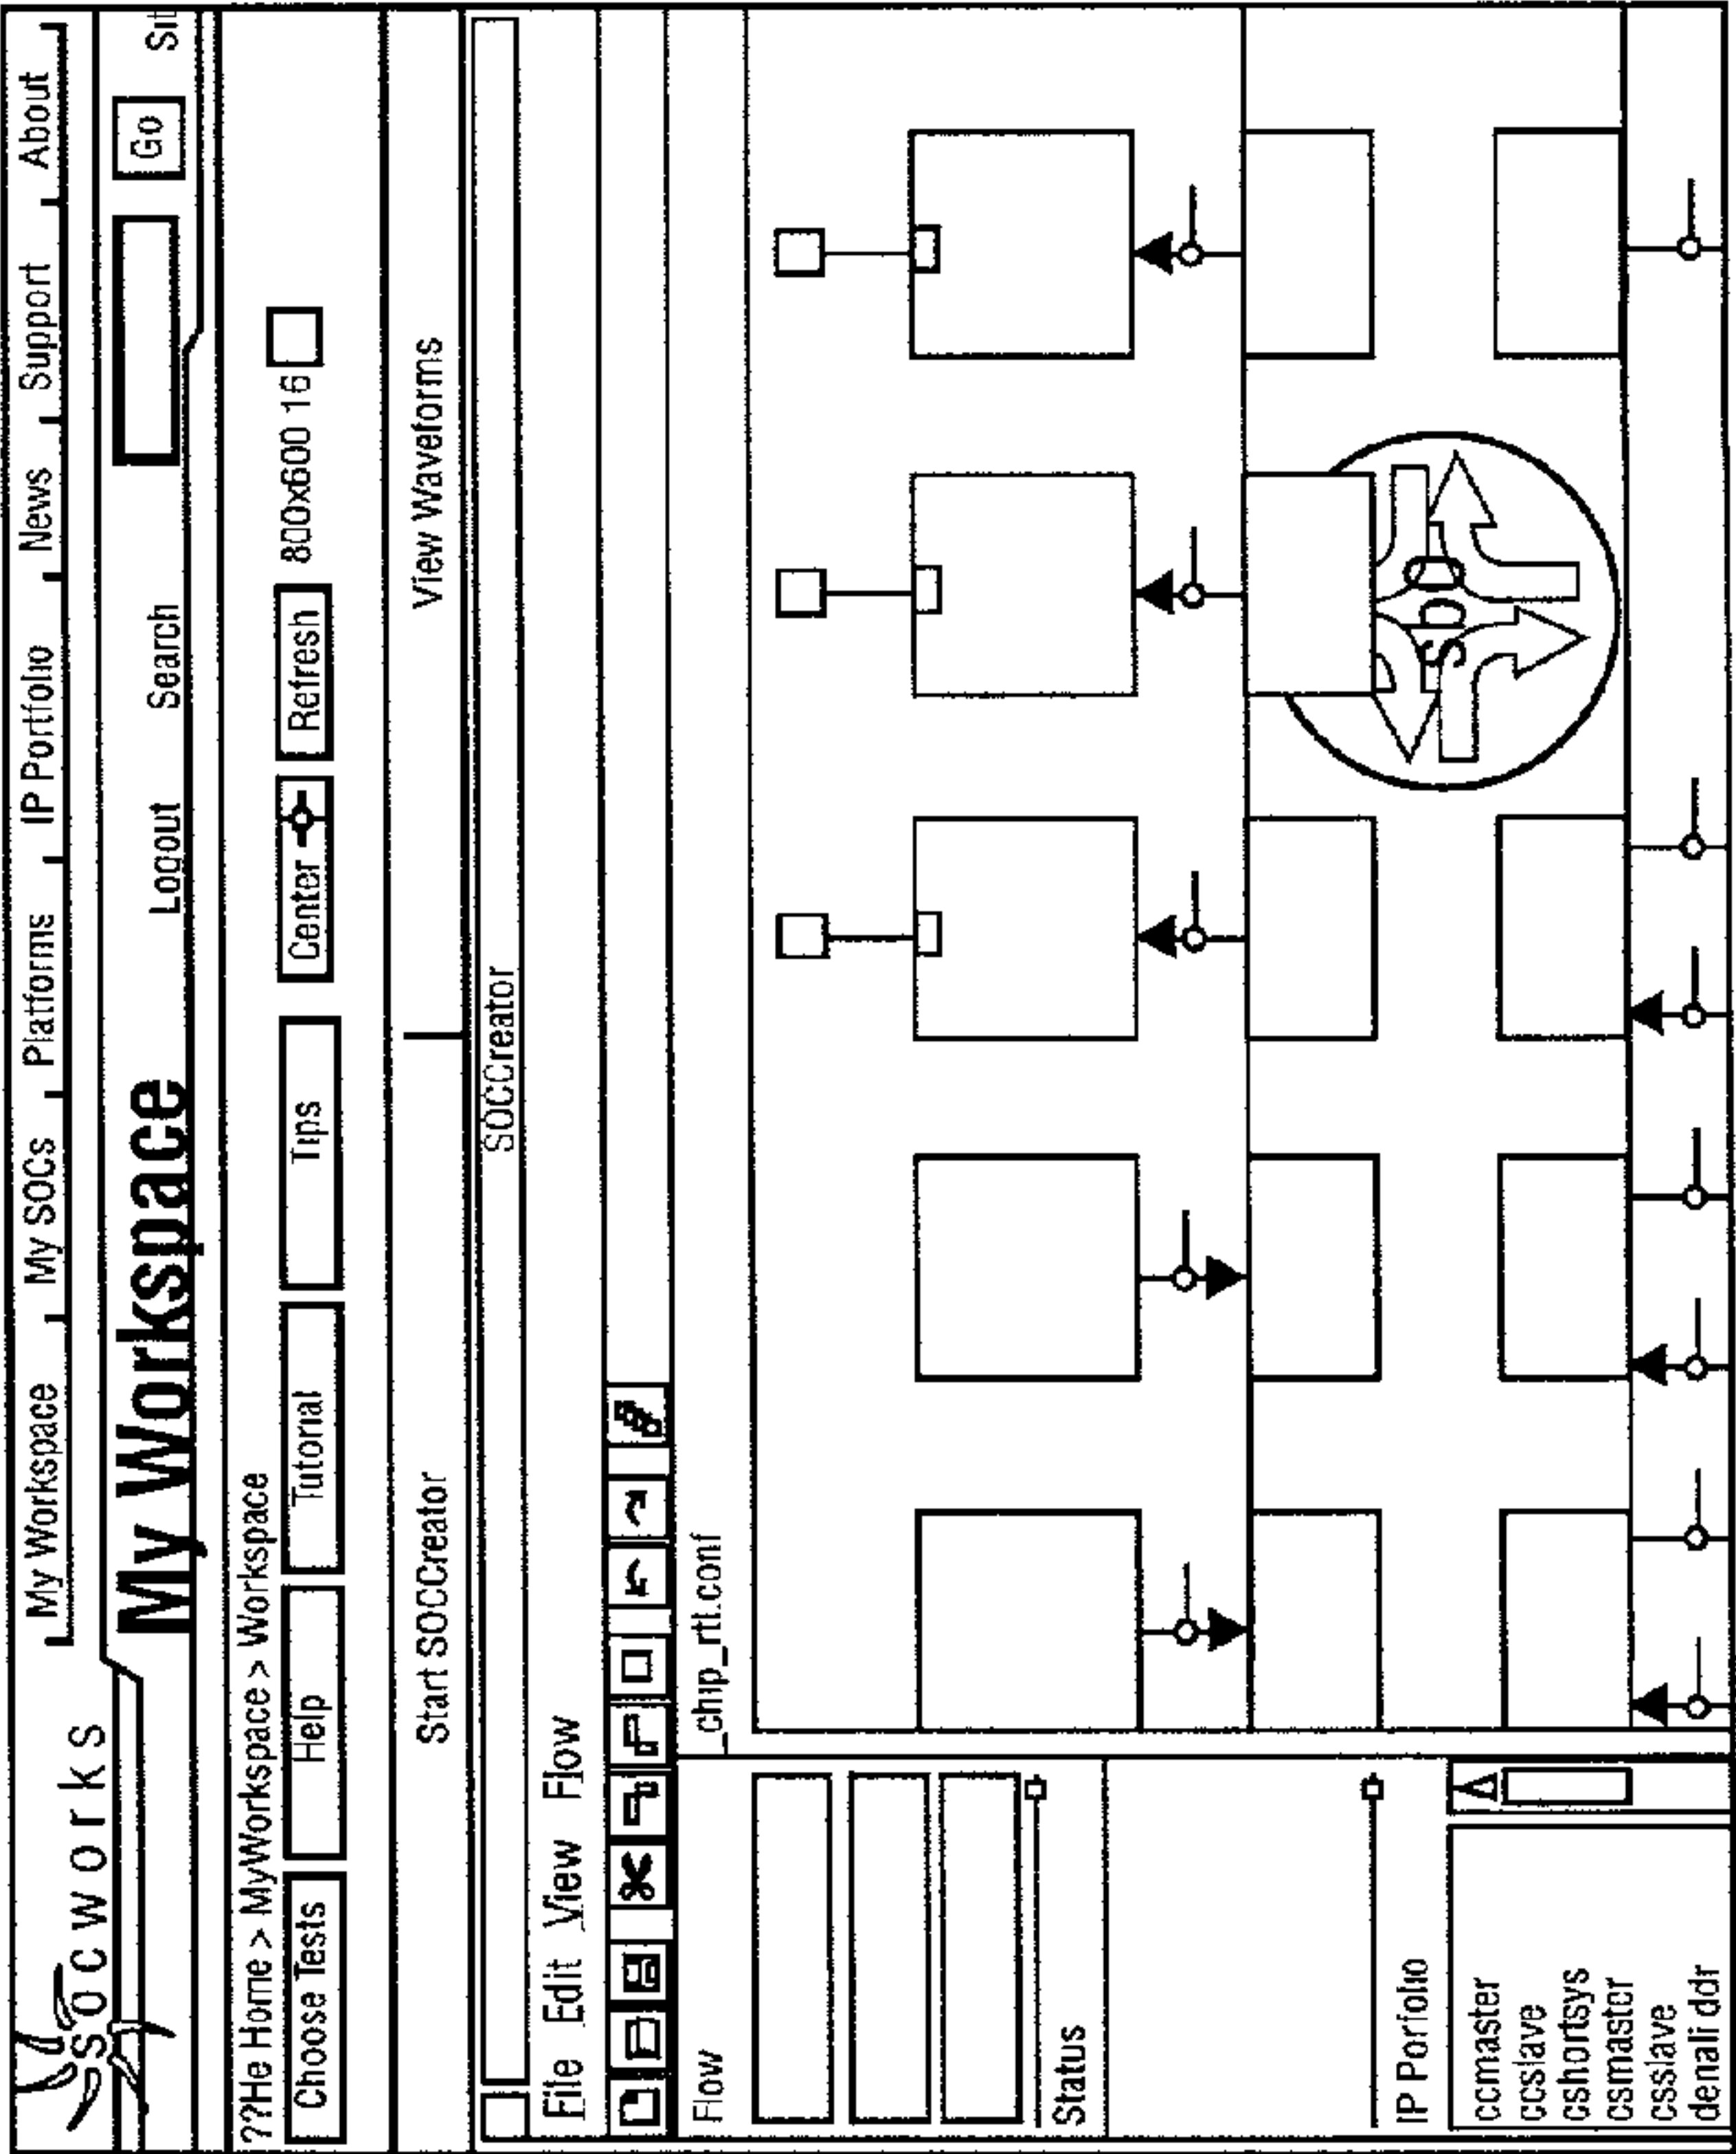 socworks
My Workspace My SOCs Platforms IP Portfolio News Support About
My Workspace Logout Search Go Sit
??He Home > MyWorkspace > Workspace
Choose Tests Help Tutorial Tips Center Refresh 800x600 16
Start SOCCreator View Waveforms
SOCCreator
File Edit View Flow
Flow
_chip_rtl.conf
Status
IP Porfolio
ccmaster
ccslave
cshortsys
csmaster
csslave
denali ddr